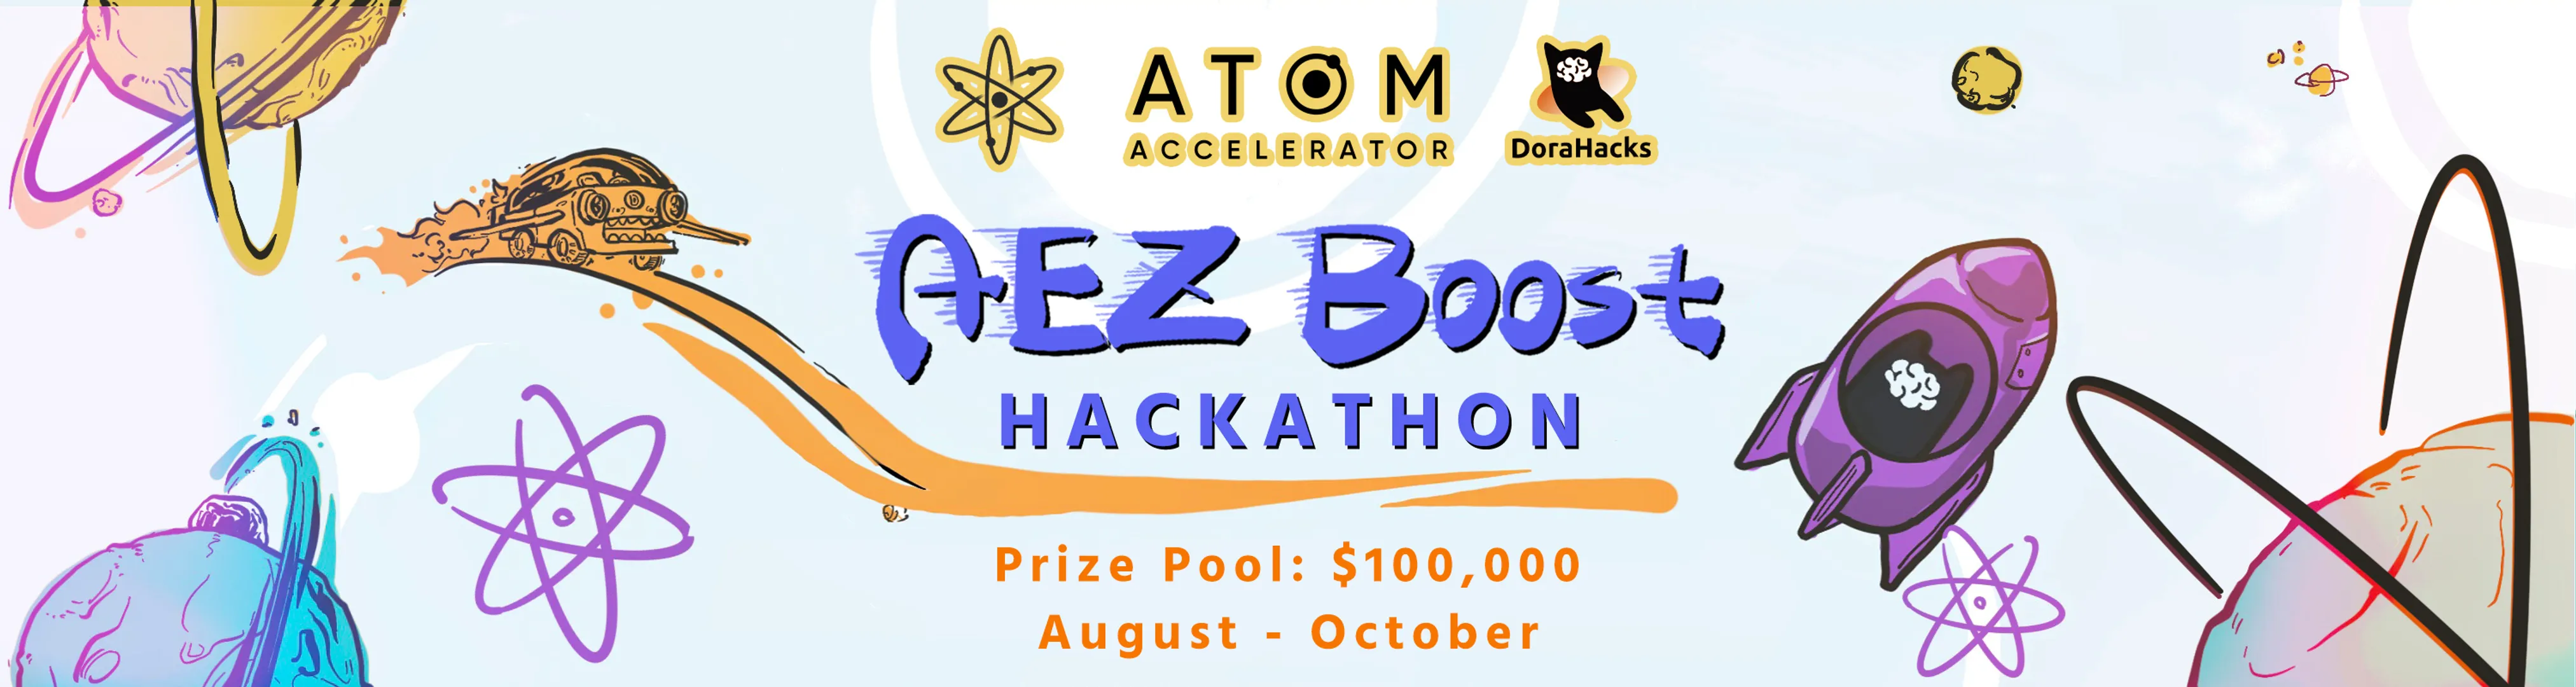 ATOM
ACCELERATOR
DoraHacks
AEZ Boost
HACKATHON
Prize Pool: $100,000
August - October